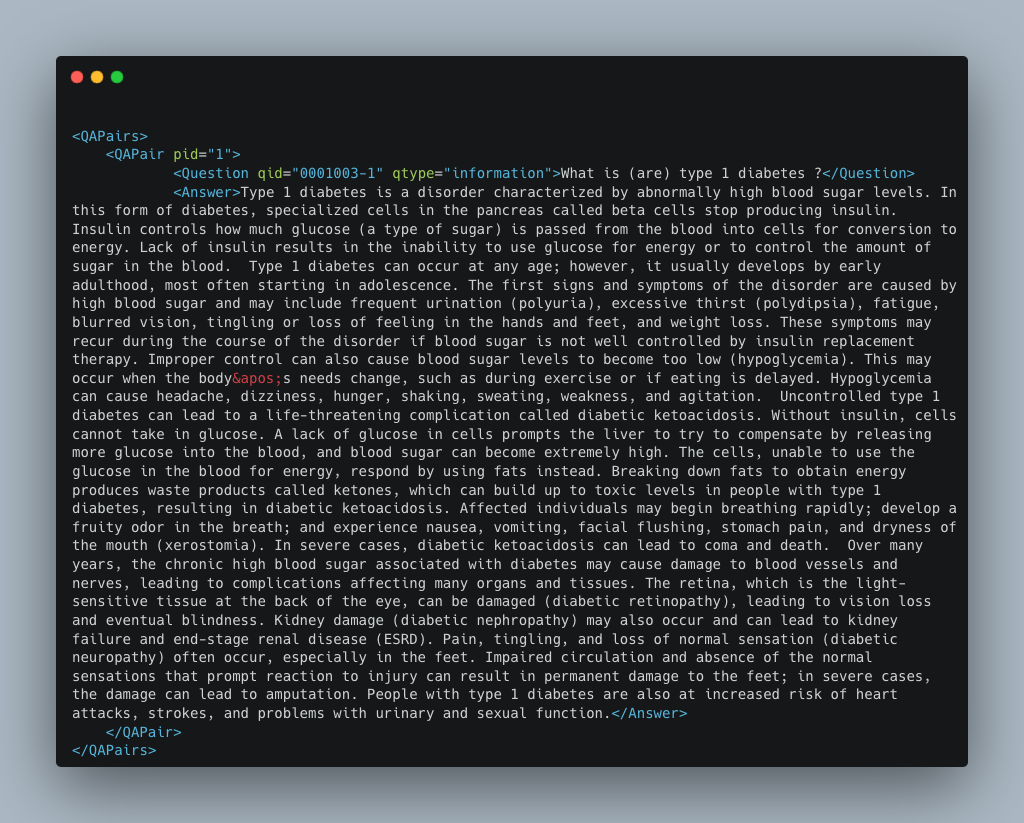 <QAPairs>
<QAPair pid="1">
<Question qid="0001003-1" qtype="information">What is (are) type 1 diabetes ?</Question>
<Answer>Type 1 diabetes is a disorder characterized by abnormally high blood sugar levels. In
this form of diabetes, specialized cells in the pancreas called beta cells stop producing insulin.
Insulin controls how much glucose (a type of sugar) is passed from the blood into cells for conversion to
energy. Lack of insulin results in the inability to use glucose for energy or to control the amount of
sugar in the blood.  Type 1 diabetes can occur at any age; however, it usually develops by early
adulthood, most often starting in adolescence. The first signs and symptoms of the disorder are caused by
high blood sugar and may include frequent urination (polyuria), excessive thirst (polydipsia), fatigue,
blurred vision, tingling or loss of feeling in the hands and feet, and weight loss. These symptoms may
recur during the course of the disorder if blood sugar is not well controlled by insulin replacement
therapy. Improper control can also cause blood sugar levels to become too low (hypoglycemia). This may
occur when the body&apos;s needs change, such as during exercise or if eating is delayed. Hypoglycemia
can cause headache, dizziness, hunger, shaking, sweating, weakness, and agitation.  Uncontrolled type 1
diabetes can lead to a life-threatening complication called diabetic ketoacidosis. Without insulin, cells
cannot take in glucose. A lack of glucose in cells prompts the liver to try to compensate by releasing
more glucose into the blood, and blood sugar can become extremely high. The cells, unable to use the
glucose in the blood for energy, respond by using fats instead. Breaking down fats to obtain energy
produces waste products called ketones, which can build up to toxic levels in people with type 1
diabetes, resulting in diabetic ketoacidosis. Affected individuals may begin breathing rapidly; develop a
fruity odor in the breath; and experience nausea, vomiting, facial flushing, stomach pain, and dryness of
the mouth (xerostomia). In severe cases, diabetic ketoacidosis can lead to coma and death.  Over many
years, the chronic high blood sugar associated with diabetes may cause damage to blood vessels and
nerves, leading to complications affecting many organs and tissues. The retina, which is the light-
sensitive tissue at the back of the eye, can be damaged (diabetic retinopathy), leading to vision loss
and eventual blindness. Kidney damage (diabetic nephropathy) may also occur and can lead to kidney
failure and end-stage renal disease (ESRD). Pain, tingling, and loss of normal sensation (diabetic
neuropathy) often occur, especially in the feet. Impaired circulation and absence of the normal
sensations that prompt reaction to injury can result in permanent damage to the feet; in severe cases,
the damage can lead to amputation. People with type 1 diabetes are also at increased risk of heart
attacks, strokes, and problems with urinary and sexual function.</Answer>
</QAPair>
</QAPairs>